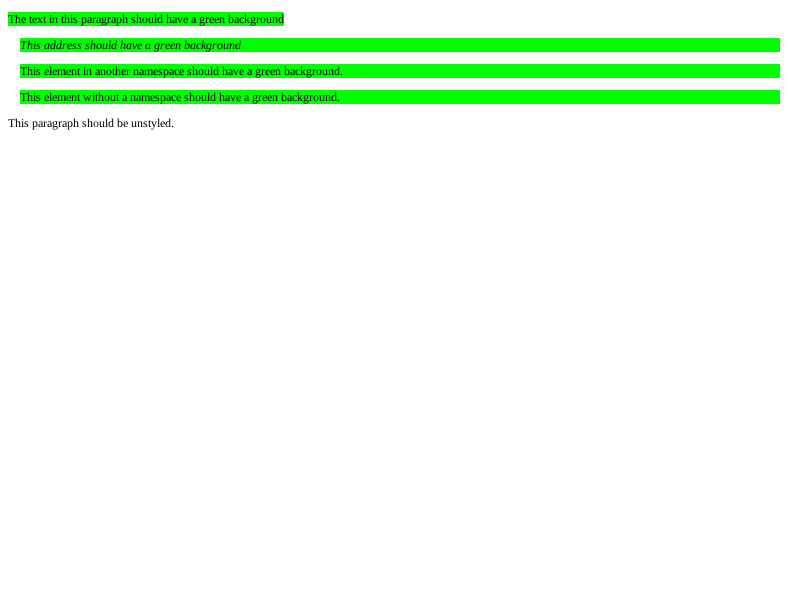 The text in this paragraph should have a green background
This address should have a green background
This element in another namespace should have a green background.
This element without a namespace should have a green background.
This paragraph should be unstyled.